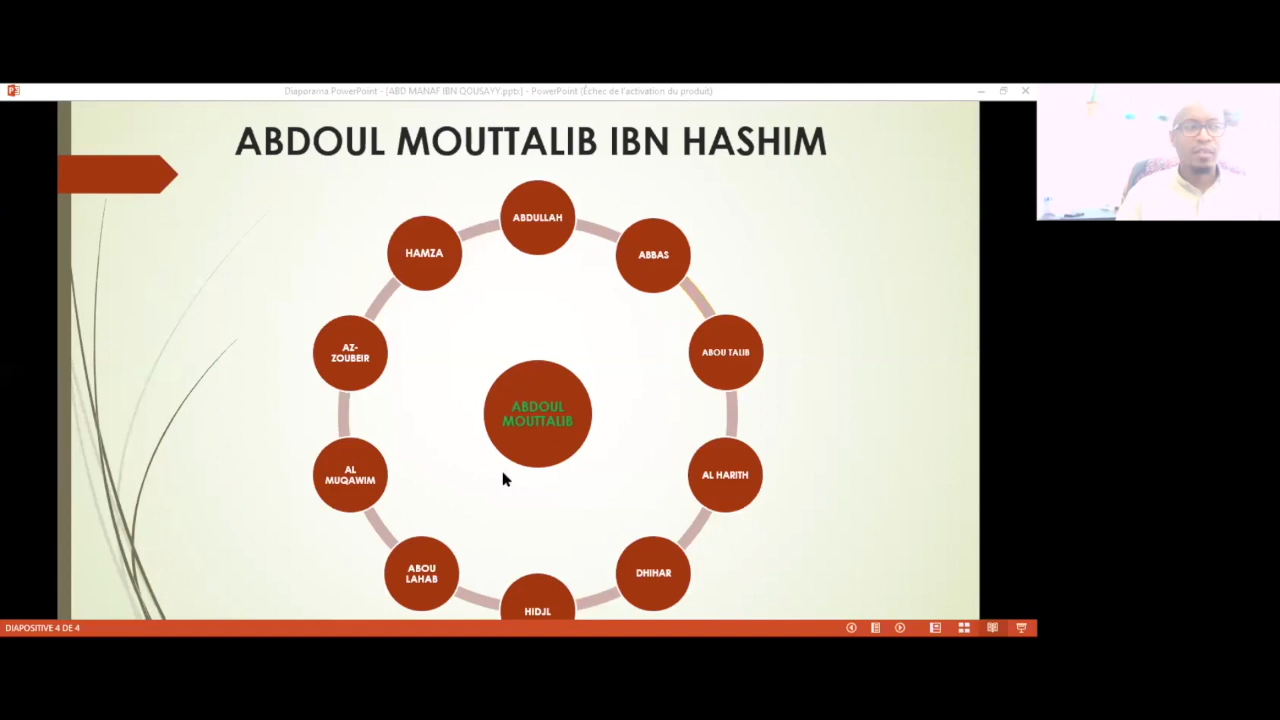 Diaporama PowerPoint - [ABD MANAF IBN QOUSAYY.pptx] - PowerPoint (Échec de l'activation du produit)
ABDOUL MOUTTALIB IBN HASHIM
ABDULLAH
HAMZA
ABBAS
AZ-
ZOUBEIR
ABOU TALIB
ABDOUL
MOUTTALIB
AL
MUQAWIM
AL HARITH
ABOU
LAHAB
DHIHAR
HIDJL
DIAPOSITIVE 4 DE 4